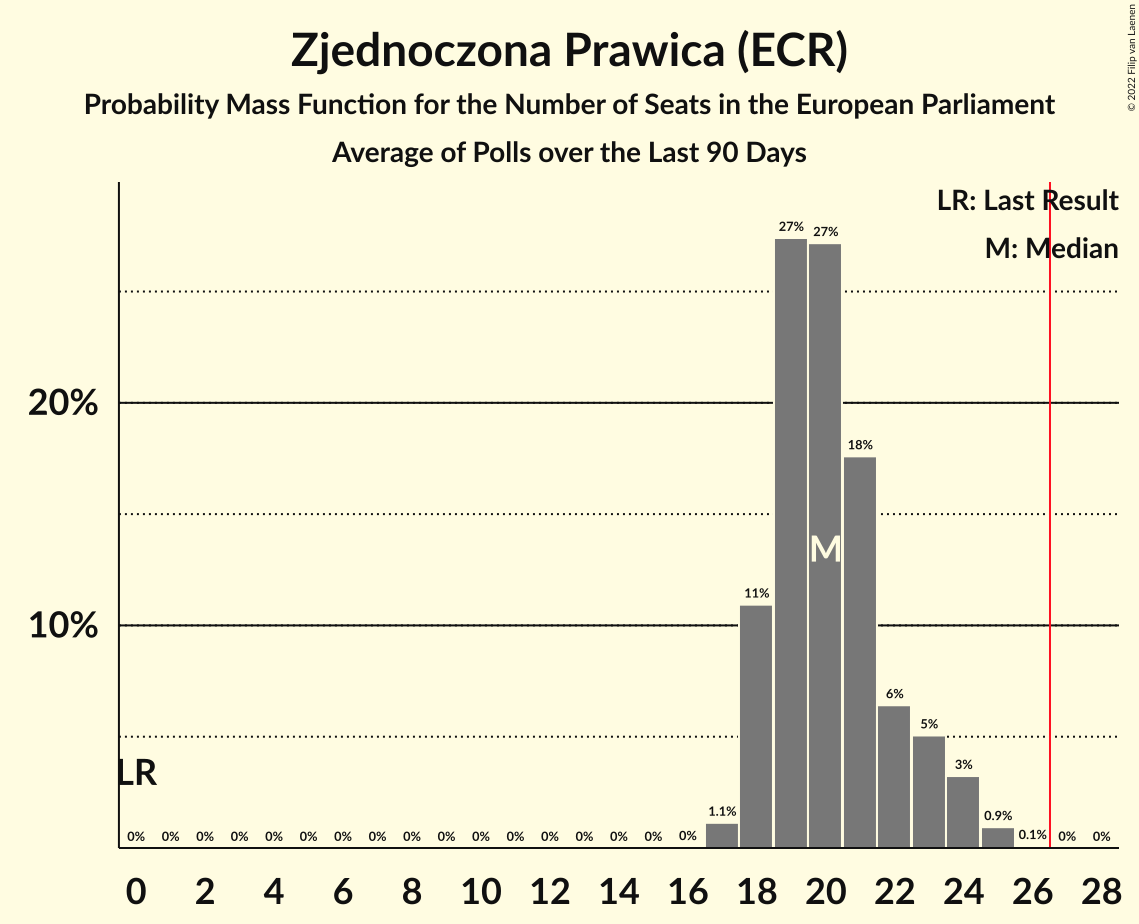 Zjednoczona Prawica (ECR)
Probability Mass Function for the Number of Seats in the European Parliament
Average of Polls over the Last 90 Days
© 2022 Filip van Laenen
LR: Last Result
M: Median
27% 27%
20%
18%
M
11%
10%
6%
5%
3%
LR
1.1% 0.9%
0% 0% 0% 0% 0% 0% 0% 0% 0% 0% 0% 0% 0% 0% 0% 0% 0% 0.1% 0% 0%
0 2 4 6 8 10 12 14 16 18 20 22 24 26 28